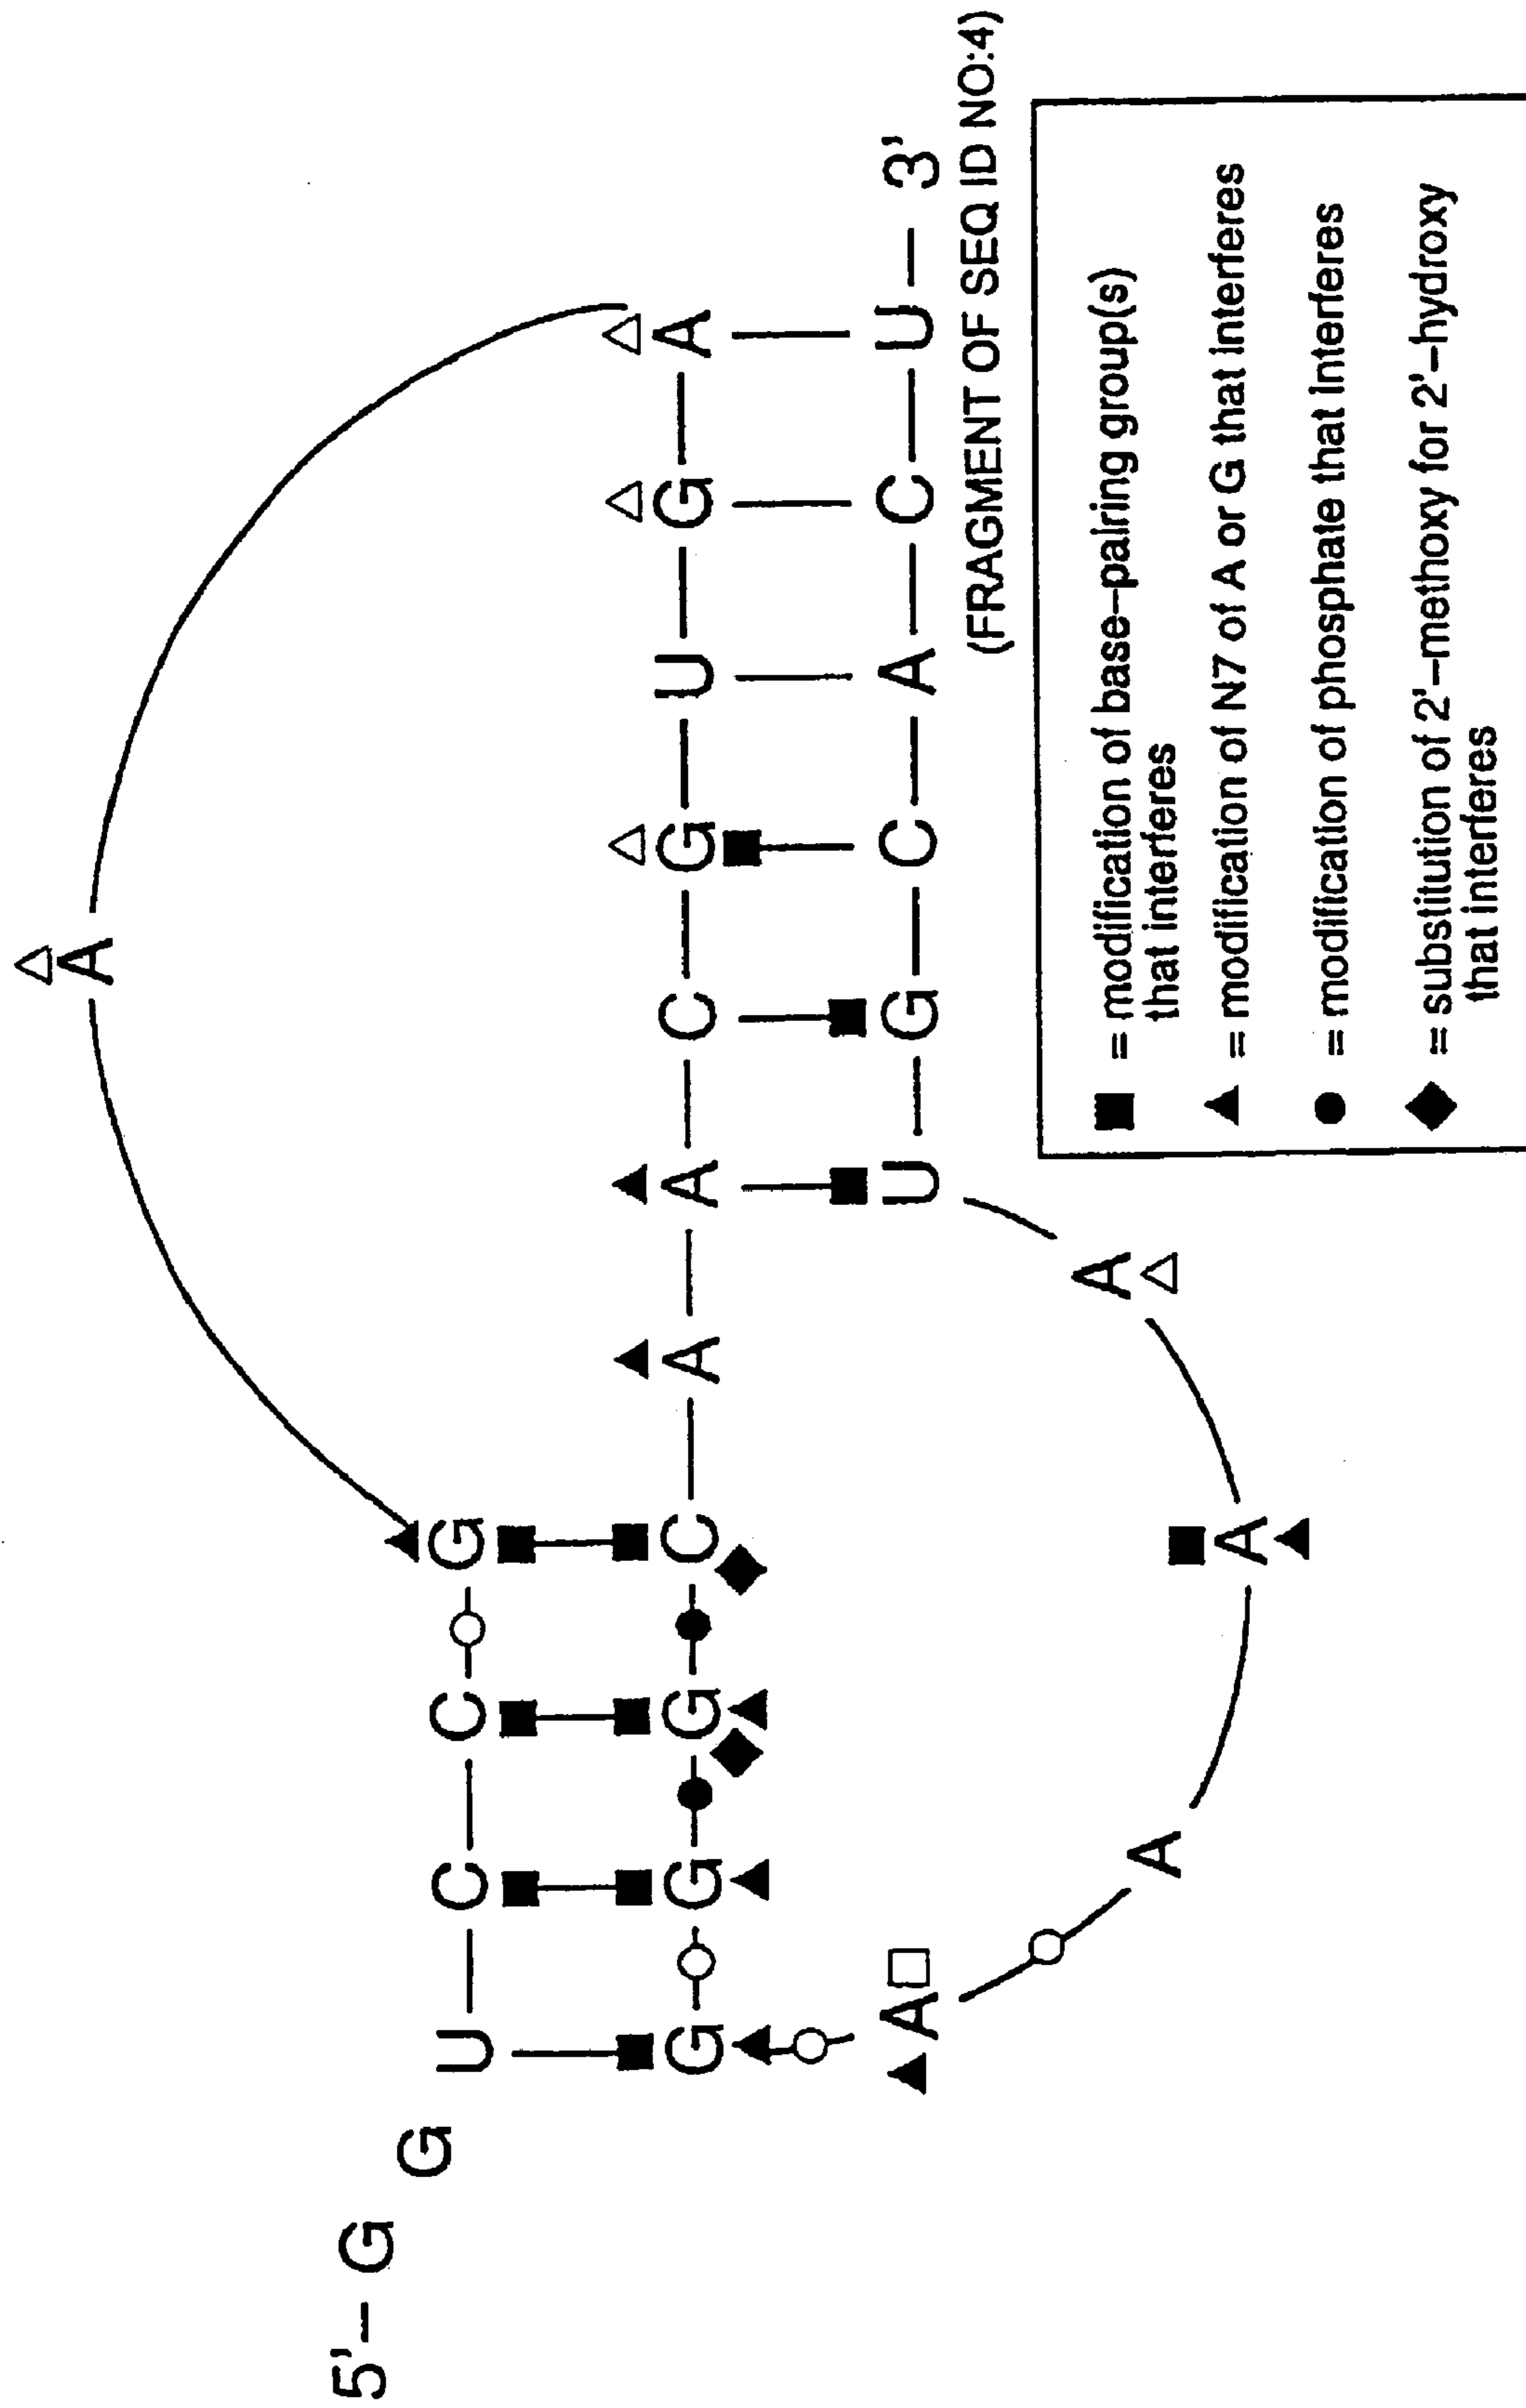 A
5'– G
G
U – C – C – G
G – G – G – C – A – A – C – G – U – G – A
A
U – G – C – A – C – U – 3'
(FRAGMENT OF SEQ ID NO:4)
A
A
A
■ = modification of base–pairing group(s)
that interferes
▲ = modification of N7 of A or G that interferes
● = modification of phosphate that interferes
◆ = substitution of 2'–methoxy for 2'–hydroxy
that interferes